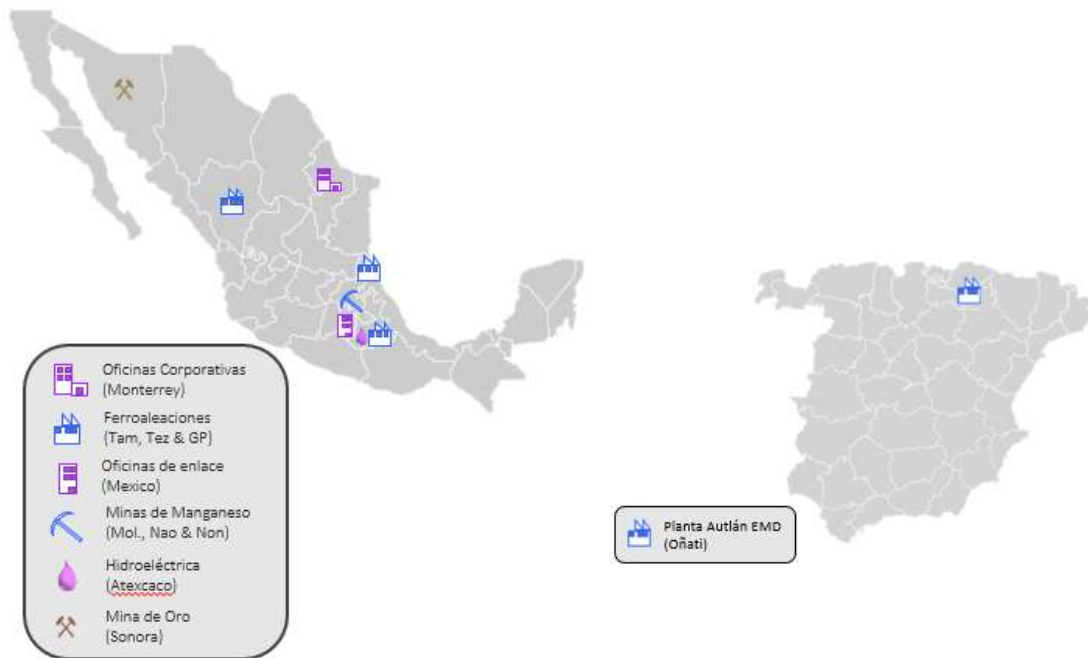 Oficinas Corporativas
(Monterrey)
Ferroaleaciones
(Tam, Tez & GP)
Oficinas de enlace
(Mexico)
Minas de Manganeso
(Mol., Nao & Non)
Hidroeléctrica
(Atexcaco)
Mina de Oro
(Sonora)
Planta Autlán EMD
(Oñati)